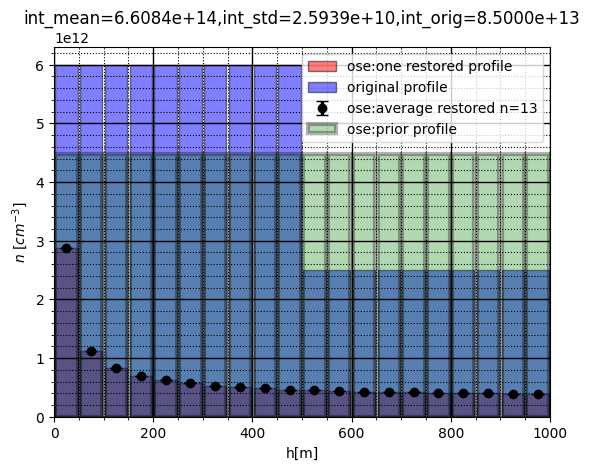 int_mean=6.6084e+14,int_std=2.5939e+10,int_orig=8.5000e+13
1e12
ose:one restored profile
original profile
ose:average restored n=13
ose:prior profile
6
5
4
3
2
1
0
n [cm⁻³]
0 200 400 600 800 1000
h[m]